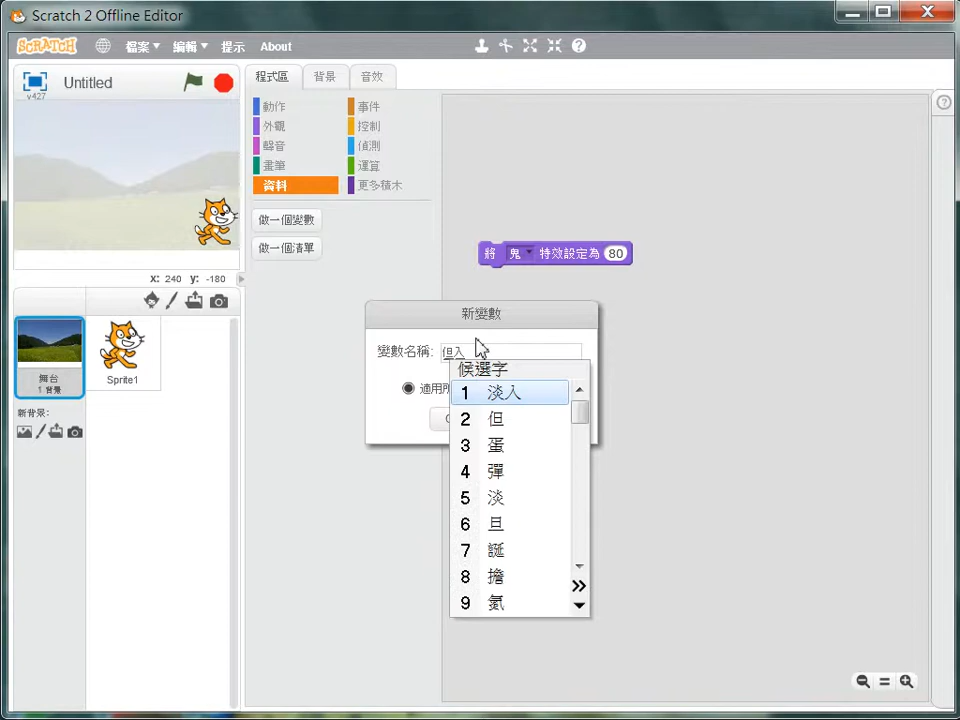 Scratch 2 Offline Editor
SCRATCH 檔案 編輯 提示 About
v427 Untitled
程式區 背景 音效
動作 事件
外觀 控制
聲音 偵測
畫筆 運算
資料 更多積木
做一個變數
做一個清單
將 鬼 特效設定為 80
x: 240 y: -180
舞台
1 背景
Sprite1
新背景:
新變數
變數名稱: 但入
適用所
候選字
1 淡入
2 但
3 蛋
4 彈
5 淡
6 旦
7 誕
8 擔
9 氮